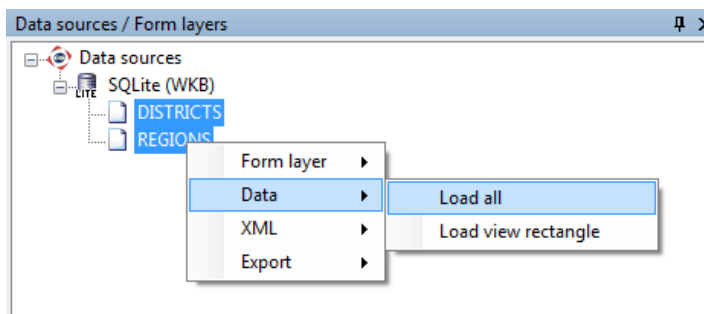 Data sources / Form layers
Data sources
LITE SQLite (WKB)
DISTRICTS
REGIONS
Form layer
Data
Load all
XML
Load view rectangle
Export